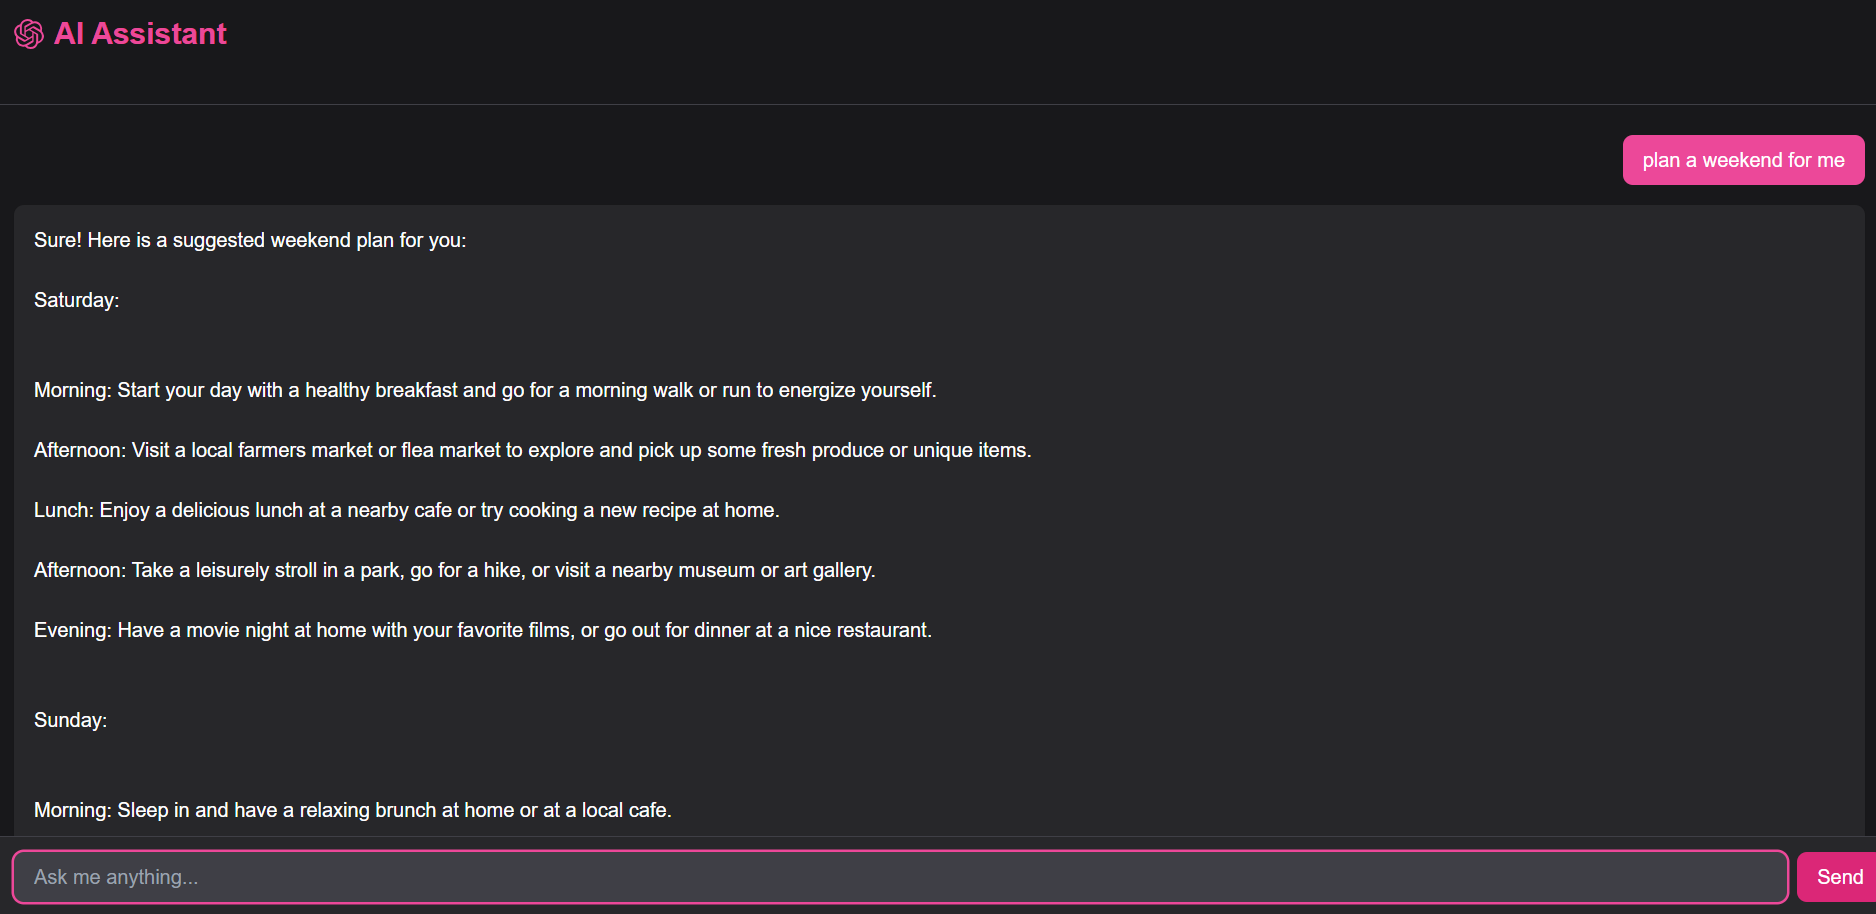 AI Assistant
plan a weekend for me
Sure! Here is a suggested weekend plan for you:
Saturday:
Morning: Start your day with a healthy breakfast and go for a morning walk or run to energize yourself.
Afternoon: Visit a local farmers market or flea market to explore and pick up some fresh produce or unique items.
Lunch: Enjoy a delicious lunch at a nearby cafe or try cooking a new recipe at home.
Afternoon: Take a leisurely stroll in a park, go for a hike, or visit a nearby museum or art gallery.
Evening: Have a movie night at home with your favorite films, or go out for dinner at a nice restaurant.
Sunday:
Morning: Sleep in and have a relaxing brunch at home or at a local cafe.
Ask me anything...
Send